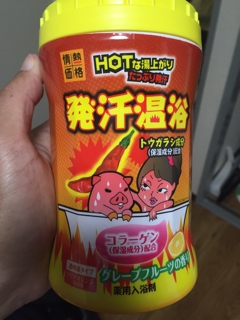 情熱
価格
HOTな湯上がり
たっぷり発汗
発汗温浴
トウガラシ成分
(保湿成分)配合
コラーゲン
(保湿成分)配合
グレープフルーツの香り
薬用入浴剤